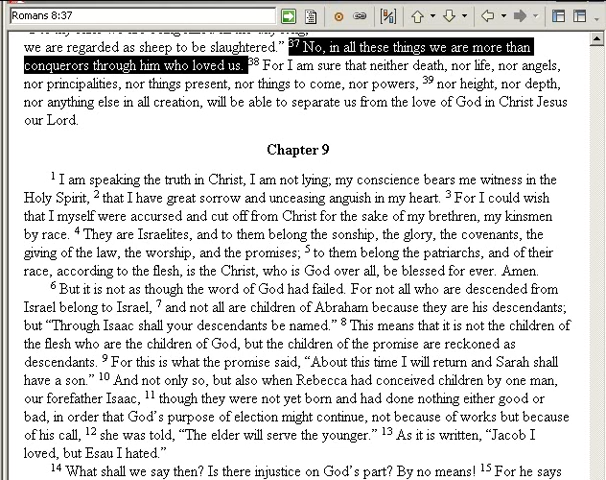 Romans 8:37
we are regarded as sheep to be slaughtered.” 37 No, in all these things we are more than
conquerors through him who loved us. 38 For I am sure that neither death, nor life, nor angels,
nor principalities, nor things present, nor things to come, nor powers, 39 nor height, nor depth,
nor anything else in all creation, will be able to separate us from the love of God in Christ Jesus
our Lord.
Chapter 9
1 I am speaking the truth in Christ, I am not lying; my conscience bears me witness in the
Holy Spirit, 2 that I have great sorrow and unceasing anguish in my heart. 3 For I could wish
that I myself were accursed and cut off from Christ for the sake of my brethren, my kinsmen
by race. 4 They are Israelites, and to them belong the sonship, the glory, the covenants, the
giving of the law, the worship, and the promises; 5 to them belong the patriarchs, and of their
race, according to the flesh, is the Christ, who is God over all, be blessed for ever. Amen.
6 But it is not as though the word of God had failed. For not all who are descended from
Israel belong to Israel, 7 and not all are children of Abraham because they are his descendants;
but “Through Isaac shall your descendants be named.” 8 This means that it is not the children of
the flesh who are the children of God, but the children of the promise are reckoned as
descendants. 9 For this is what the promise said, “About this time I will return and Sarah shall
have a son.” 10 And not only so, but also when Rebecca had conceived children by one man,
our forefather Isaac, 11 though they were not yet born and had done nothing either good or
bad, in order that God’s purpose of election might continue, not because of works but because
of his call, 12 she was told, “The elder will serve the younger.” 13 As it is written, “Jacob I
loved, but Esau I hated.”
14 What shall we say then? Is there injustice on God’s part? By no means! 15 For he says